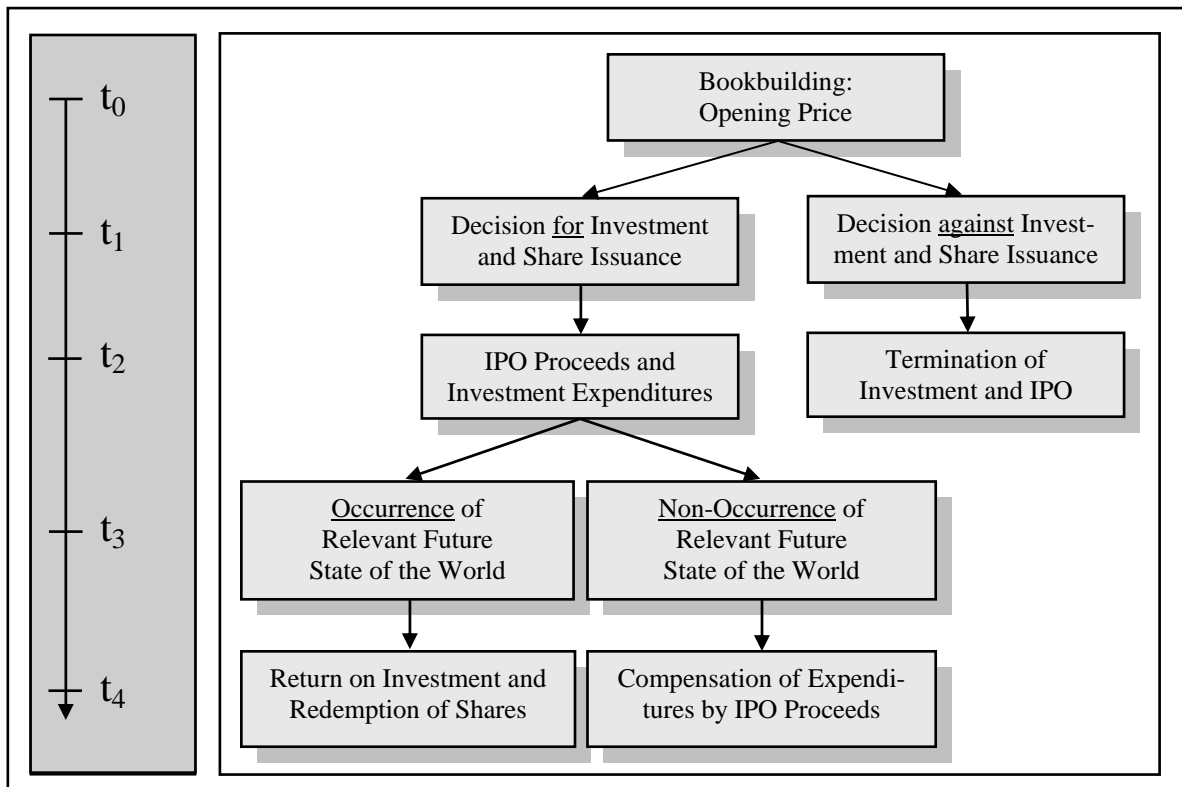 t0
t1
t2
t3
t4
Bookbuilding:
Opening Price
Decision for Investment
and Share Issuance
Decision against Invest-
ment and Share Issuance
IPO Proceeds and
Investment Expenditures
Termination of
Investment and IPO
Occurrence of
Relevant Future
State of the World
Non-Occurrence of
Relevant Future
State of the World
Return on Investment and
Redemption of Shares
Compensation of Expendi-
tures by IPO Proceeds